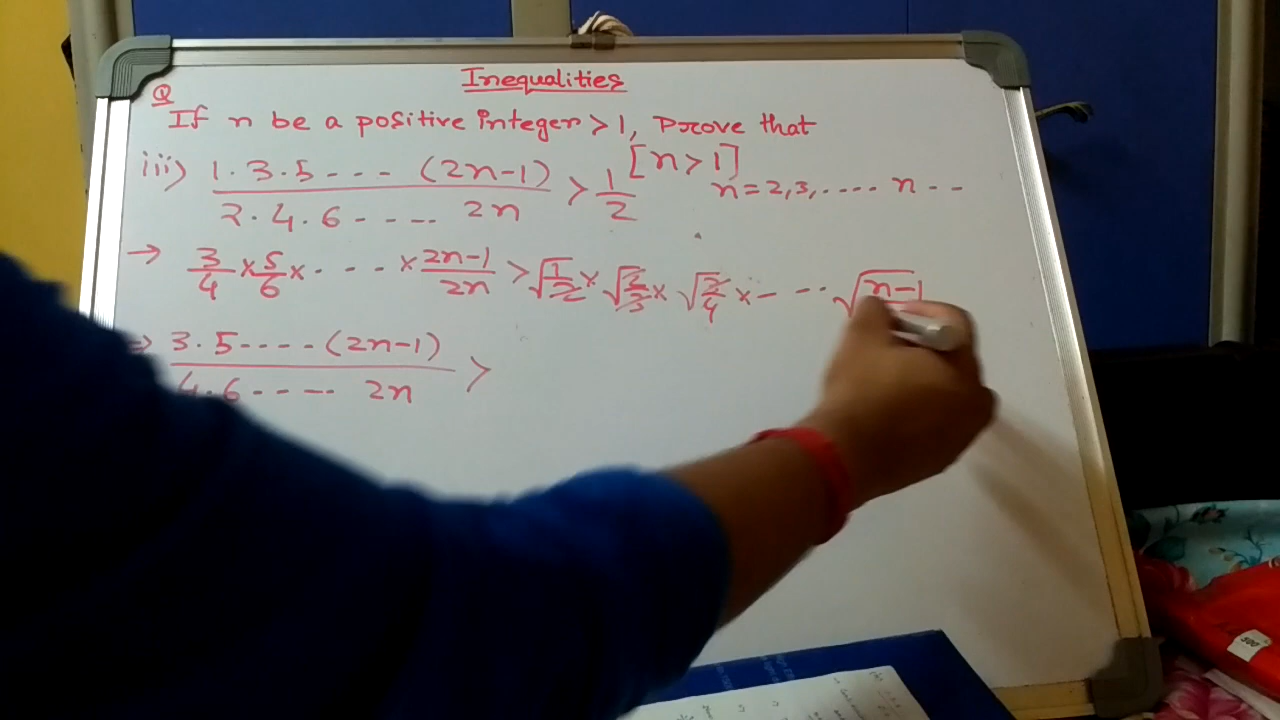 Inequalities
Q
If n be a positive integer > 1, Prove that
iii) 1·3·5--- (2n-1) / 2·4·6---- 2n > 1/2 [n>1] n=2,3,.... n --
→ 3/4 × 5/6 × ---- × 2n-1/2n > √1/2 × √2/3 × √3/4 × ---- √n-1
⇒ 3·5---- (2n-1) / 4·6----- 2n >
500